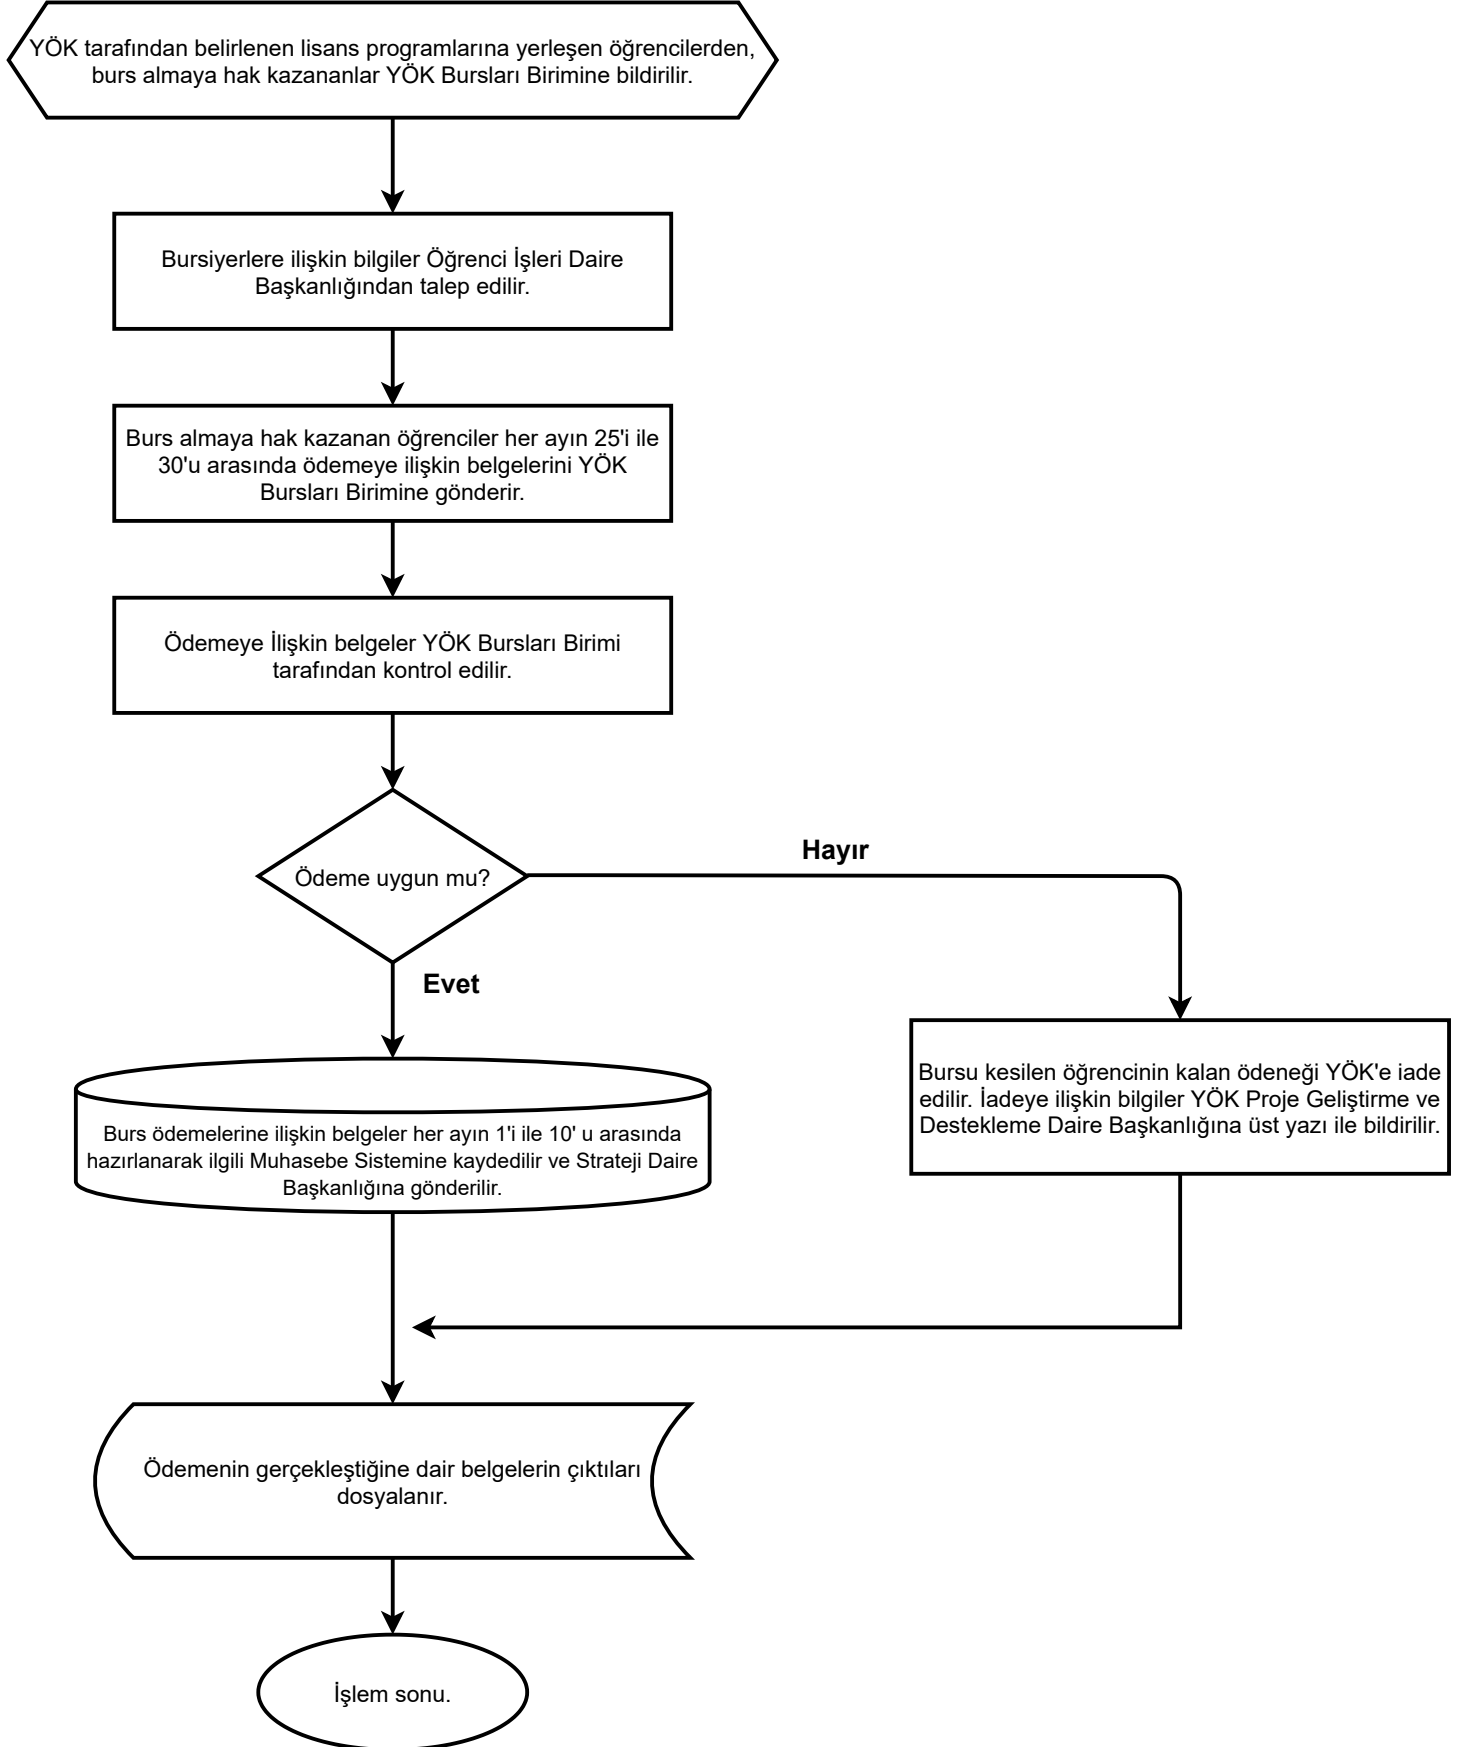 YÖK tarafından belirlenen lisans programlarına yerleşen öğrencilerden,
burs almaya hak kazananlar YÖK Bursları Birimine bildirilir.
Bursiyerlere ilişkin bilgiler Öğrenci İşleri Daire
Başkanlığından talep edilir.
Burs almaya hak kazanan öğrenciler her ayın 25'i ile
30'u arasında ödemeye ilişkin belgelerini YÖK
Bursları Birimine gönderir.
Ödemeye İlişkin belgeler YÖK Bursları Birimi
tarafından kontrol edilir.
Ödeme uygun mu?
Hayır
Evet
Bursu kesilen öğrencinin kalan ödeneği YÖK'e iade
edilir. İadeye ilişkin bilgiler YÖK Proje Geliştirme ve
Destekleme Daire Başkanlığına üst yazı ile bildirilir.
Burs ödemelerine ilişkin belgeler her ayın 1'i ile 10' u arasında
hazırlanarak ilgili Muhasebe Sistemine kaydedilir ve Strateji Daire
Başkanlığına gönderilir.
Ödemenin gerçekleştiğine dair belgelerin çıktıları
dosyalanır.
İşlem sonu.